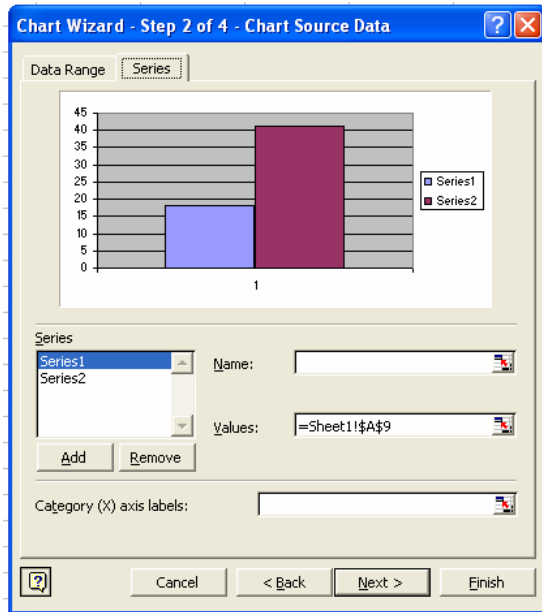 Chart Wizard - Step 2 of 4 - Chart Source Data
Data Range
Series
45
40
35
30
25
20
15
10
5
0
1
Series1
Series2
Series
Series1
Series2
Name:
Values:
=Sheet1!$A$9
Add
Remove
Category (X) axis labels:
Cancel
< Back
Next >
Finish